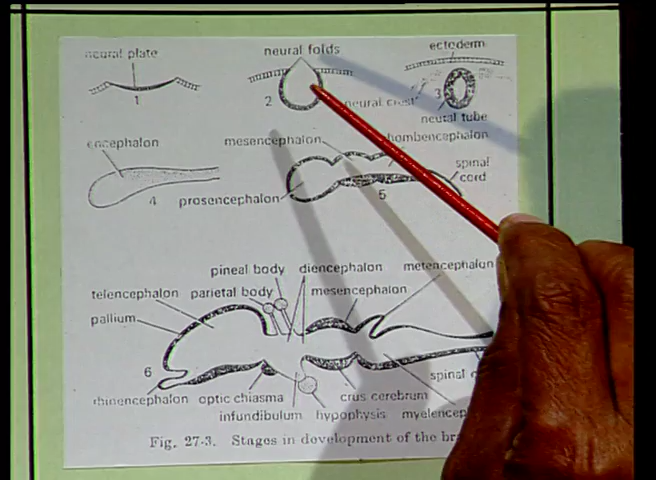 neural plate
neural folds
ectoderm
1
2
3
neural crest
neural tube
encephalon
mesencephalon
rhombencephalon
spinal
cord
4
prosencephalon
5
pineal body
diencephalon
metencephalon
telencephalon
parietal body
mesencephalon
pallium
6
spinal
rhinencephalon
optic chiasma
crus cerebrum
infundibulum
hypophysis
Fig. 27-3. Stages in development of the